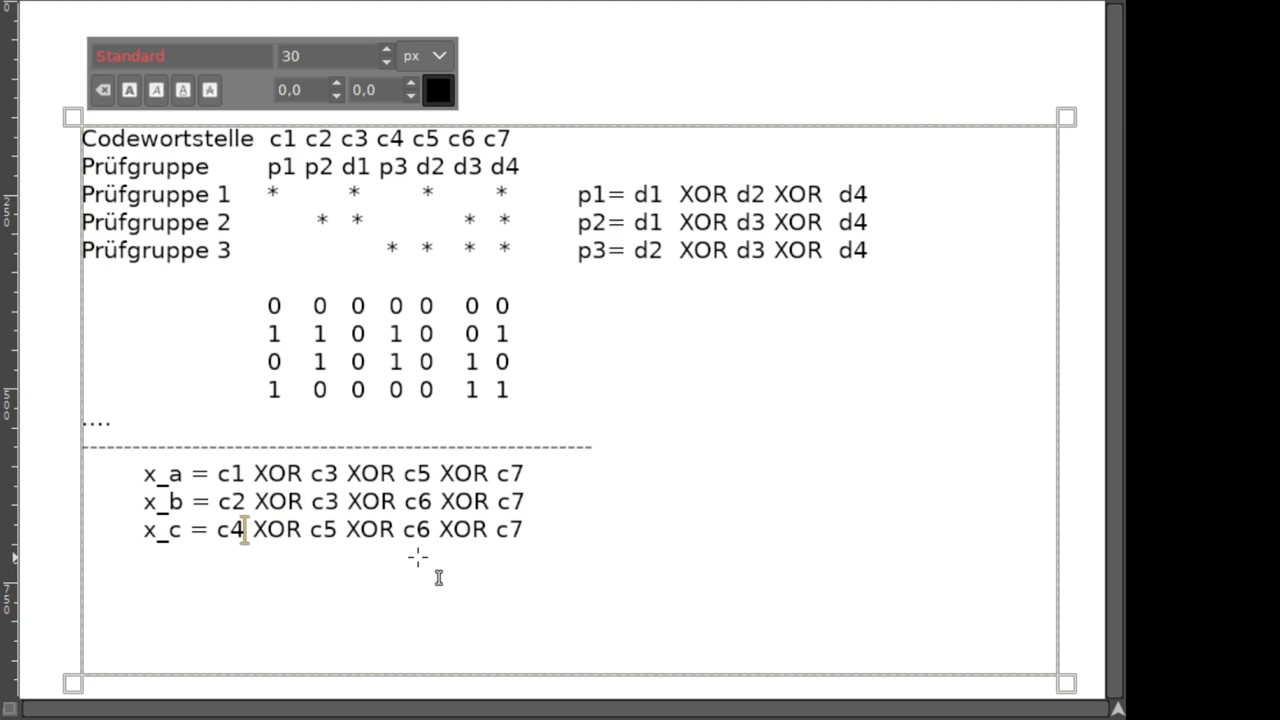 Standard 30 px
0,0 0,0
Codewortstelle c1 c2 c3 c4 c5 c6 c7
Prüfgruppe p1 p2 d1 p3 d2 d3 d4
Prüfgruppe 1 * * * * p1= d1 XOR d2 XOR d4
Prüfgruppe 2 * * * * p2= d1 XOR d3 XOR d4
Prüfgruppe 3 * * * * p3= d2 XOR d3 XOR d4
0 0 0 0 0 0 0
1 1 0 1 0 0 1
0 1 0 1 0 1 0
1 0 0 0 0 1 1
....
------------------------------------------------------------
x_a = c1 XOR c3 XOR c5 XOR c7
x_b = c2 XOR c3 XOR c6 XOR c7
x_c = c4 XOR c5 XOR c6 XOR c7
0
250
500
750